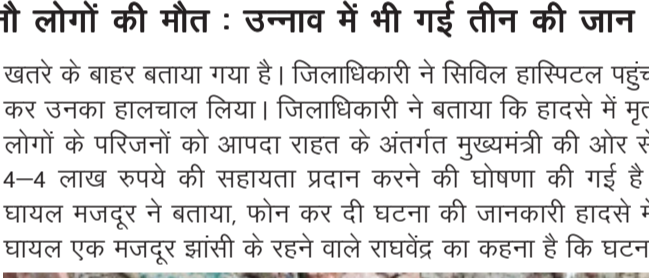 लोगों की मौत : उन्नाव में भी गई तीन की जान
खतरे के बाहर बताया गया है। जिलाधिकारी ने सिविल हास्पिटल
कर उनका हालचाल लिया। जिलाधिकारी ने बताया कि हादसे में
लोगों के परिजनों को आपदा राहत के अंतर्गत मुख्यमंत्री की ओर से
4–4 लाख रुपये की सहायता प्रदान करने की घोषणा की गई है
घायल मजदूर ने बताया, फोन कर दी घटना की जानकारी हादसे में
घायल एक मजदूर झांसी के रहने वाले राघवेंद्र का कहना है कि